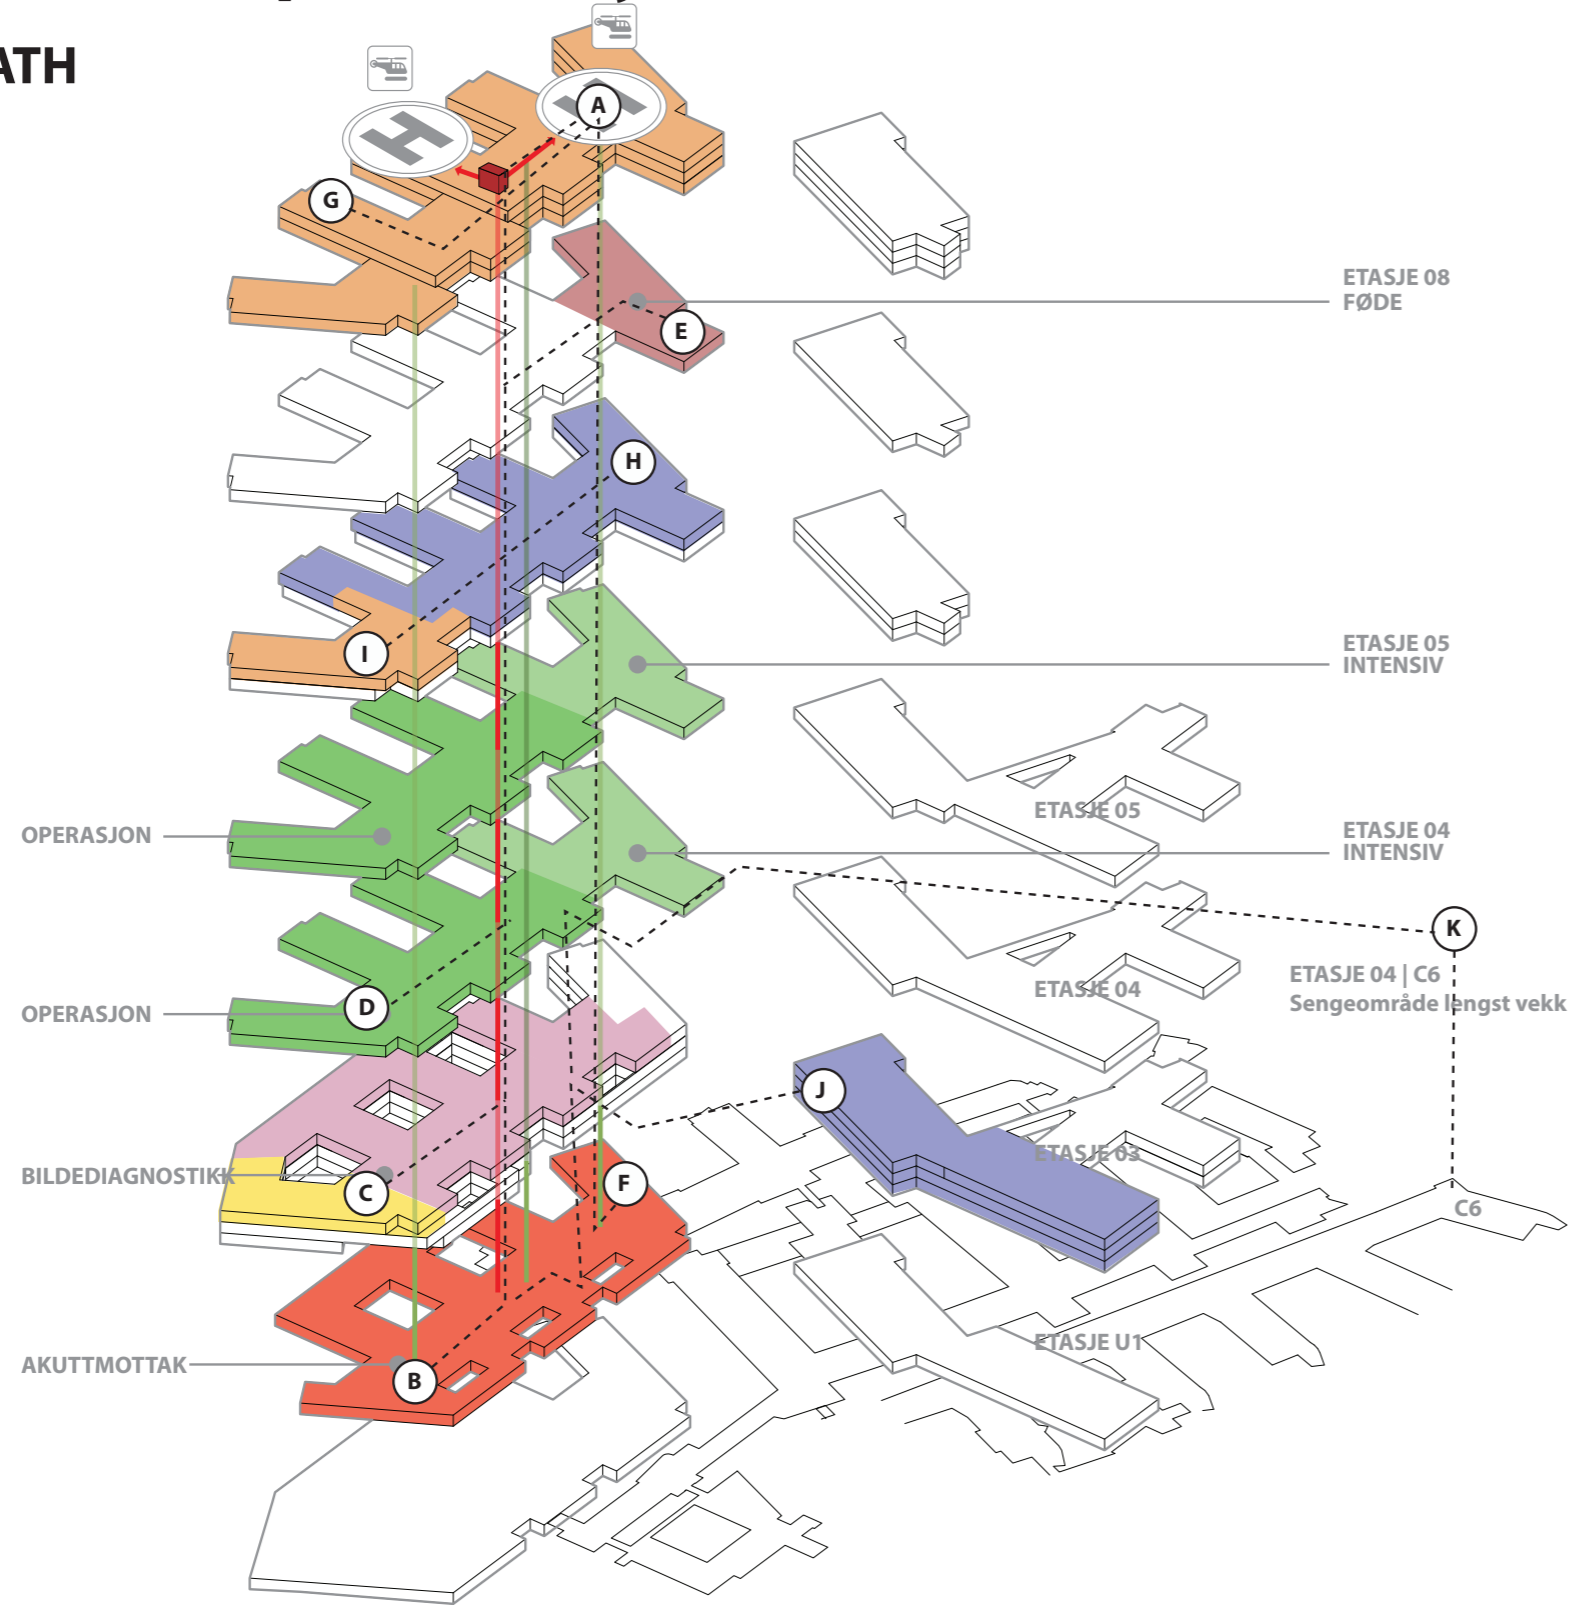 ATH
H
A
G
ETASJE 08
FØDE
E
H
I
ETASJE 05
INTENSIV
OPERASJON
ETASJE 05
ETASJE 04
INTENSIV
K
ETASJE 04 | C6
Sengeområde lengst vekk
ETASJE 04
D
OPERASJON
J
ETASJE 03
BILDEDIAGNOSTIKK
C
F
C6
ETASJE U1
AKUTTMOTTAK
B